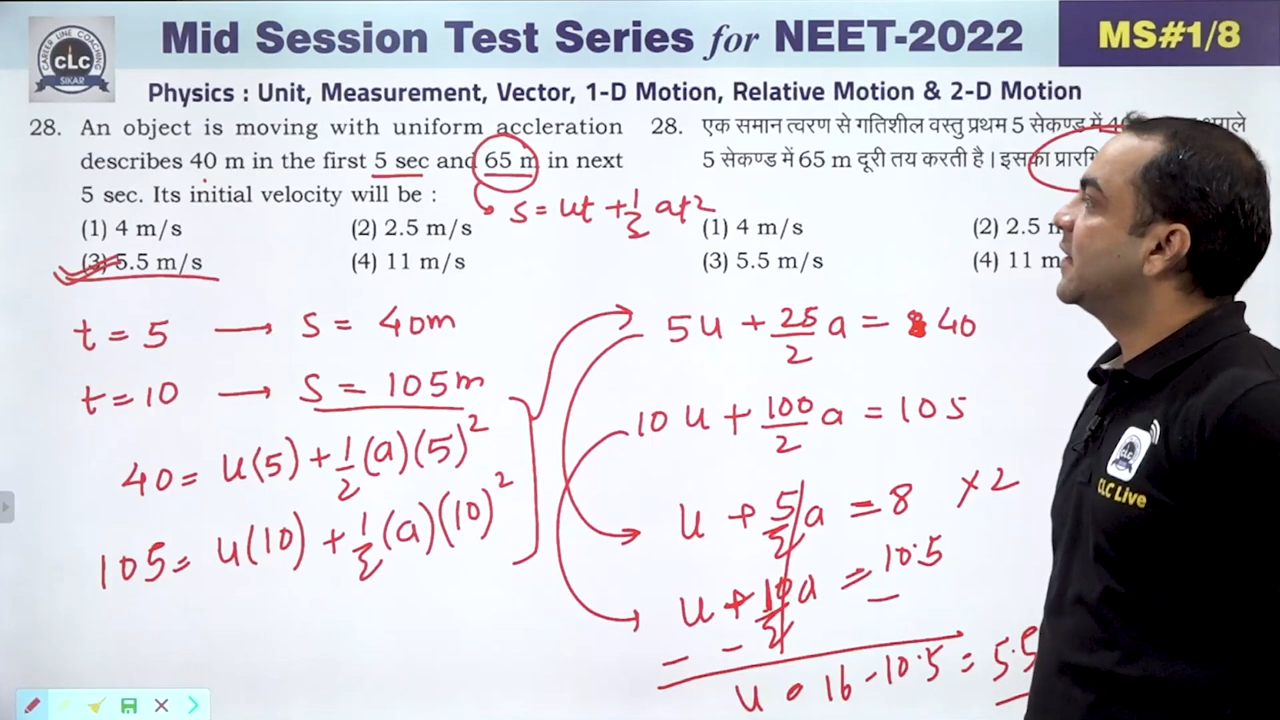 CAREER LINE COACHING
CLC
SIKAR
Mid Session Test Series for NEET-2022
MS#1/8
Physics : Unit, Measurement, Vector, 1-D Motion, Relative Motion & 2-D Motion
28. An object is moving with uniform accleration
describes 40 m in the first 5 sec and 65 m in next
5 sec. Its initial velocity will be :
(1) 4 m/s (2) 2.5 m/s
(3) 5.5 m/s (4) 11 m/s
28. एक समान त्वरण से गतिशील वस्तु प्रथम 5 सेकण्ड में
5 सेकण्ड में 65 m दूरी तय करती है। इसका
(1) 4 m/s (2) 2.5
(3) 5.5 m/s (4) 11 m
s = ut + 1/2 at2
t = 5 → s = 40m
t = 10 → s = 105m
40 = u(5) + 1/2 (a)(5)²
105 = u(10) + 1/2 (a)(10)²
5u + 25/2 a = 40
10u + 100/2 a = 105
u + 5/2 a = 8 ×2
u + 10/2 a = 10.5
u = 16 - 10.5 = 5.5
CLC Live